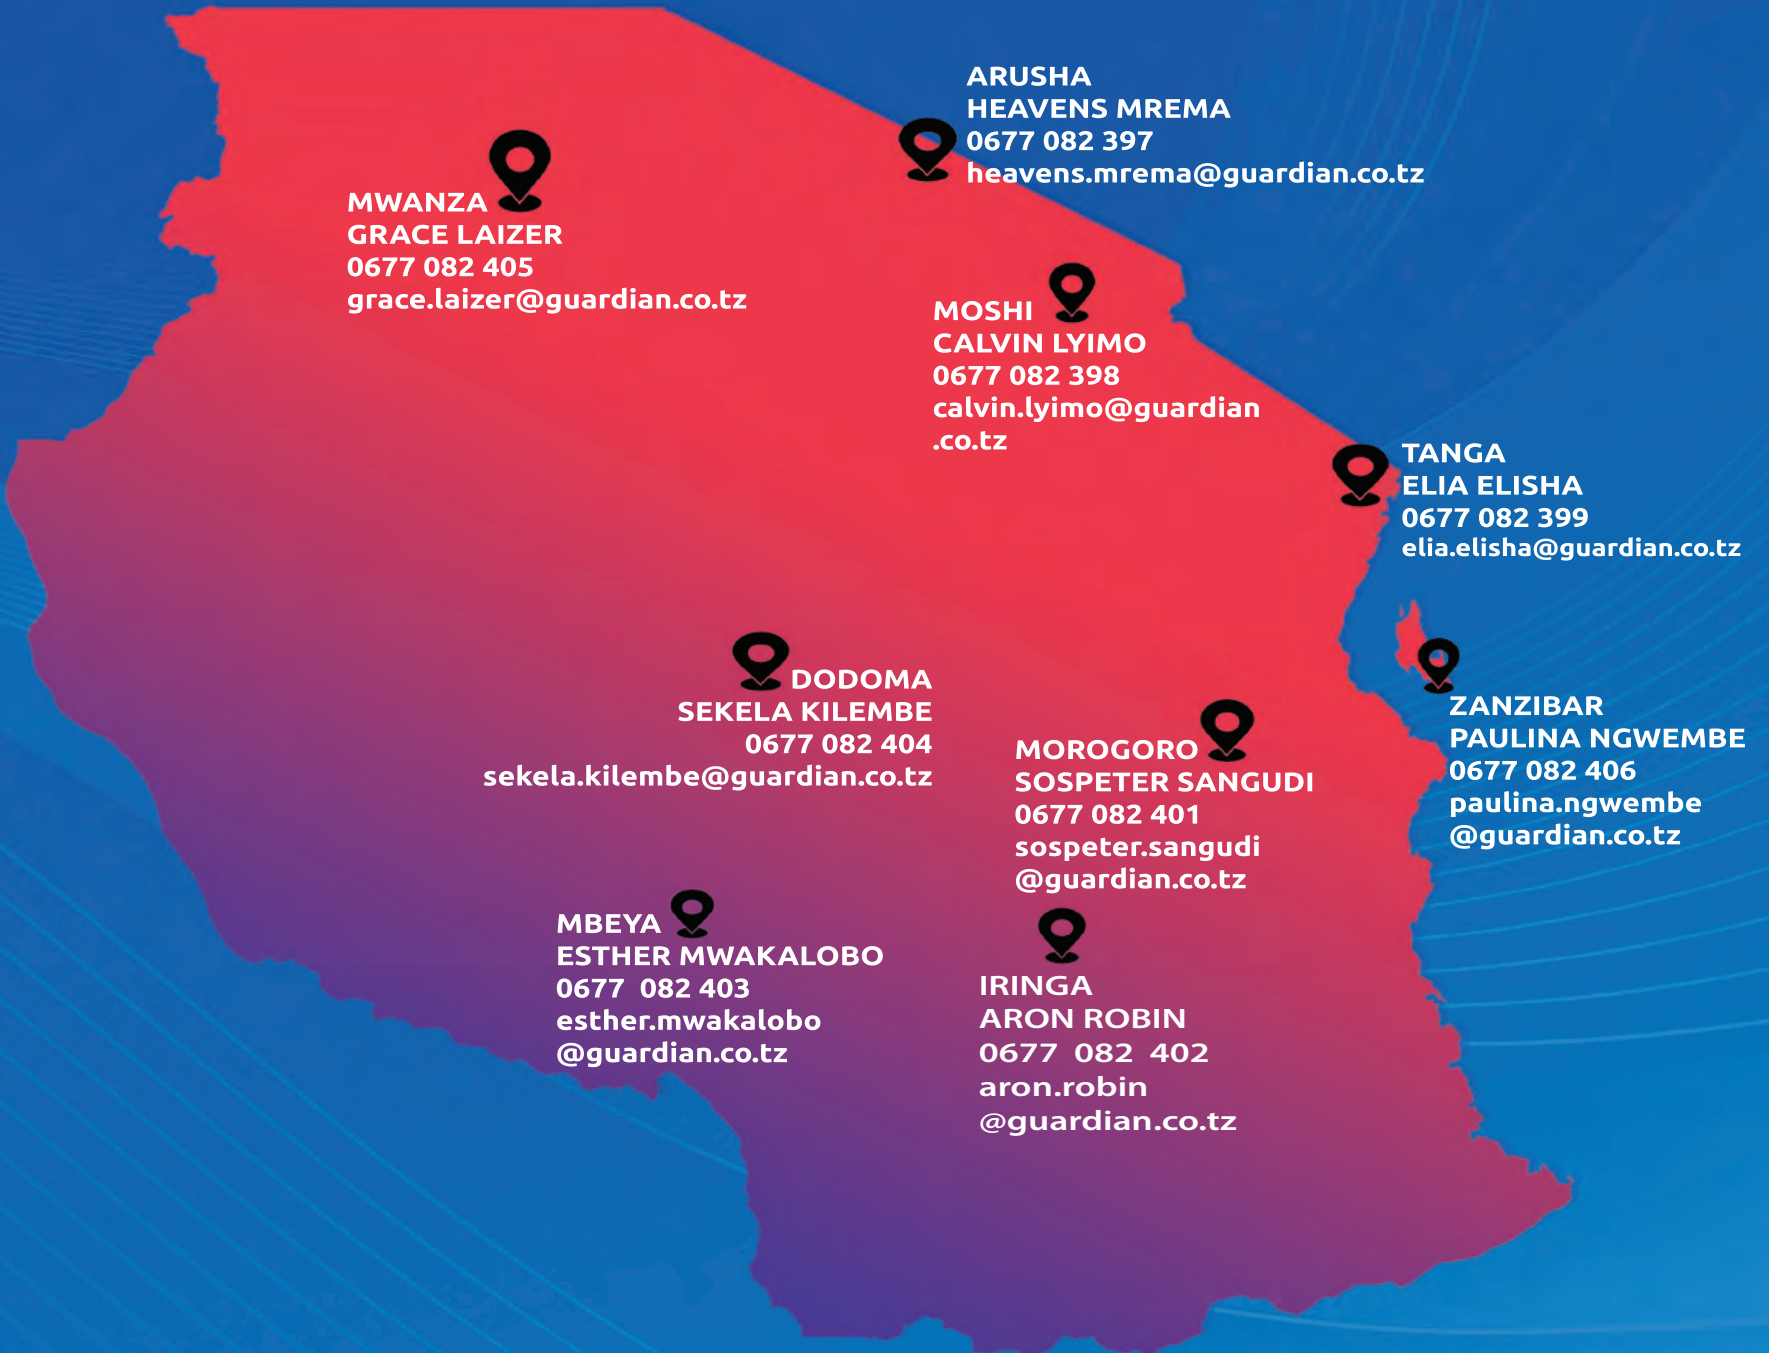 ARUSHA
HEAVENS MREMA
0677 082 397
heavens.mrema@guardian.co.tz
MWANZA
GRACE LAIZER
0677 082 405
grace.laizer@guardian.co.tz
MOSHI
CALVIN LYIMO
0677 082 398
calvin.lyimo@guardian
.co.tz
TANGA
ELIA ELISHA
0677 082 399
elia.elisha@guardian.co.tz
DODOMA
SEKELA KILEMBE
0677 082 404
sekela.kilembe@guardian.co.tz
MOROGORO
SOSPETER SANGUDI
0677 082 401
sospeter.sangudi
@guardian.co.tz
ZANZIBAR
PAULINA NGWEMBE
0677 082 406
paulina.ngwembe
@guardian.co.tz
MBEYA
ESTHER MWAKALOBO
0677  082 403
esther.mwakalobo
@guardian.co.tz
IRINGA
ARON ROBIN
0677  082  402
aron.robin
@guardian.co.tz